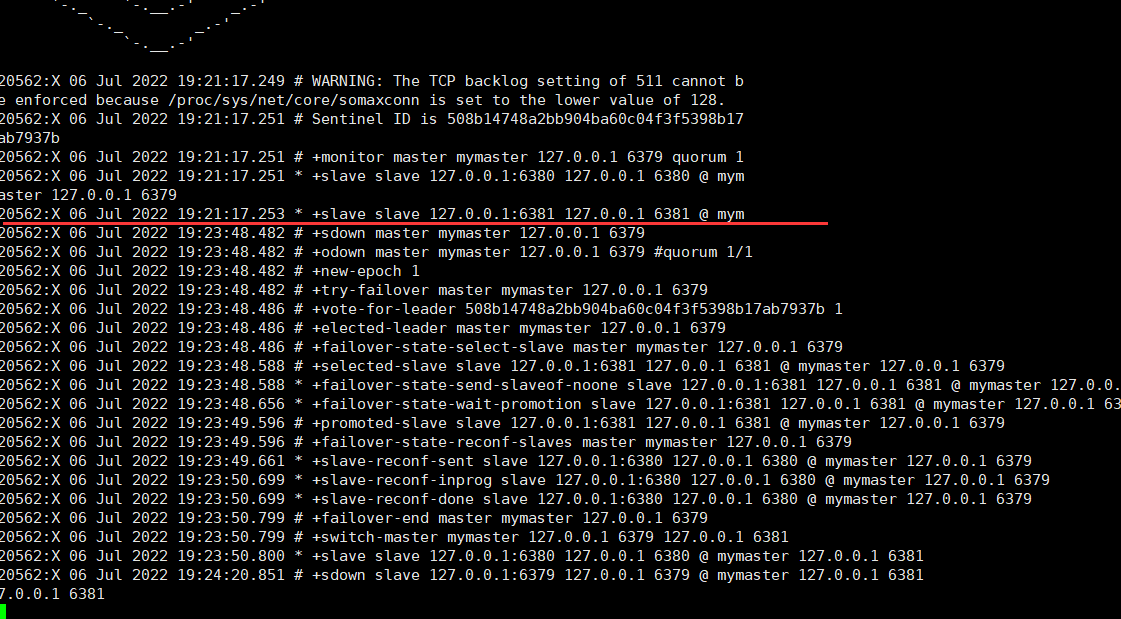 20562:X 06 Jul 2022 19:21:17.249 # WARNING: The TCP backlog setting of 511 cannot b
e enforced because /proc/sys/net/core/somaxconn is set to the lower value of 128.
20562:X 06 Jul 2022 19:21:17.251 # Sentinel ID is 508b14748a2bb904ba60c04f3f5398b17
ab7937b
20562:X 06 Jul 2022 19:21:17.251 # +monitor master mymaster 127.0.0.1 6379 quorum 1
20562:X 06 Jul 2022 19:21:17.251 * +slave slave 127.0.0.1:6380 127.0.0.1 6380 @ mym
aster 127.0.0.1 6379
20562:X 06 Jul 2022 19:21:17.253 * +slave slave 127.0.0.1:6381 127.0.0.1 6381 @ mym
20562:X 06 Jul 2022 19:23:48.482 # +sdown master mymaster 127.0.0.1 6379
20562:X 06 Jul 2022 19:23:48.482 # +odown master mymaster 127.0.0.1 6379 #quorum 1/1
20562:X 06 Jul 2022 19:23:48.482 # +new-epoch 1
20562:X 06 Jul 2022 19:23:48.482 # +try-failover master mymaster 127.0.0.1 6379
20562:X 06 Jul 2022 19:23:48.486 # +vote-for-leader 508b14748a2bb904ba60c04f3f5398b17ab7937b 1
20562:X 06 Jul 2022 19:23:48.486 # +elected-leader master mymaster 127.0.0.1 6379
20562:X 06 Jul 2022 19:23:48.486 # +failover-state-select-slave master mymaster 127.0.0.1 6379
20562:X 06 Jul 2022 19:23:48.588 # +selected-slave slave 127.0.0.1:6381 127.0.0.1 6381 @ mymaster 127.0.0.1 6379
20562:X 06 Jul 2022 19:23:48.588 * +failover-state-send-slaveof-noone slave 127.0.0.1:6381 127.0.0.1 6381 @ mymaster 127.0.0.
20562:X 06 Jul 2022 19:23:48.656 * +failover-state-wait-promotion slave 127.0.0.1:6381 127.0.0.1 6381 @ mymaster 127.0.0.1 63
20562:X 06 Jul 2022 19:23:49.596 # +promoted-slave slave 127.0.0.1:6381 127.0.0.1 6381 @ mymaster 127.0.0.1 6379
20562:X 06 Jul 2022 19:23:49.596 # +failover-state-reconf-slaves master mymaster 127.0.0.1 6379
20562:X 06 Jul 2022 19:23:49.661 * +slave-reconf-sent slave 127.0.0.1:6380 127.0.0.1 6380 @ mymaster 127.0.0.1 6379
20562:X 06 Jul 2022 19:23:50.699 * +slave-reconf-inprog slave 127.0.0.1:6380 127.0.0.1 6380 @ mymaster 127.0.0.1 6379
20562:X 06 Jul 2022 19:23:50.699 * +slave-reconf-done slave 127.0.0.1:6380 127.0.0.1 6380 @ mymaster 127.0.0.1 6379
20562:X 06 Jul 2022 19:23:50.799 # +failover-end master mymaster 127.0.0.1 6379
20562:X 06 Jul 2022 19:23:50.799 # +switch-master mymaster 127.0.0.1 6379 127.0.0.1 6381
20562:X 06 Jul 2022 19:23:50.800 * +slave slave 127.0.0.1:6380 127.0.0.1 6380 @ mymaster 127.0.0.1 6381
20562:X 06 Jul 2022 19:24:20.851 # +sdown slave 127.0.0.1:6379 127.0.0.1 6379 @ mymaster 127.0.0.1 6381
7.0.0.1 6381